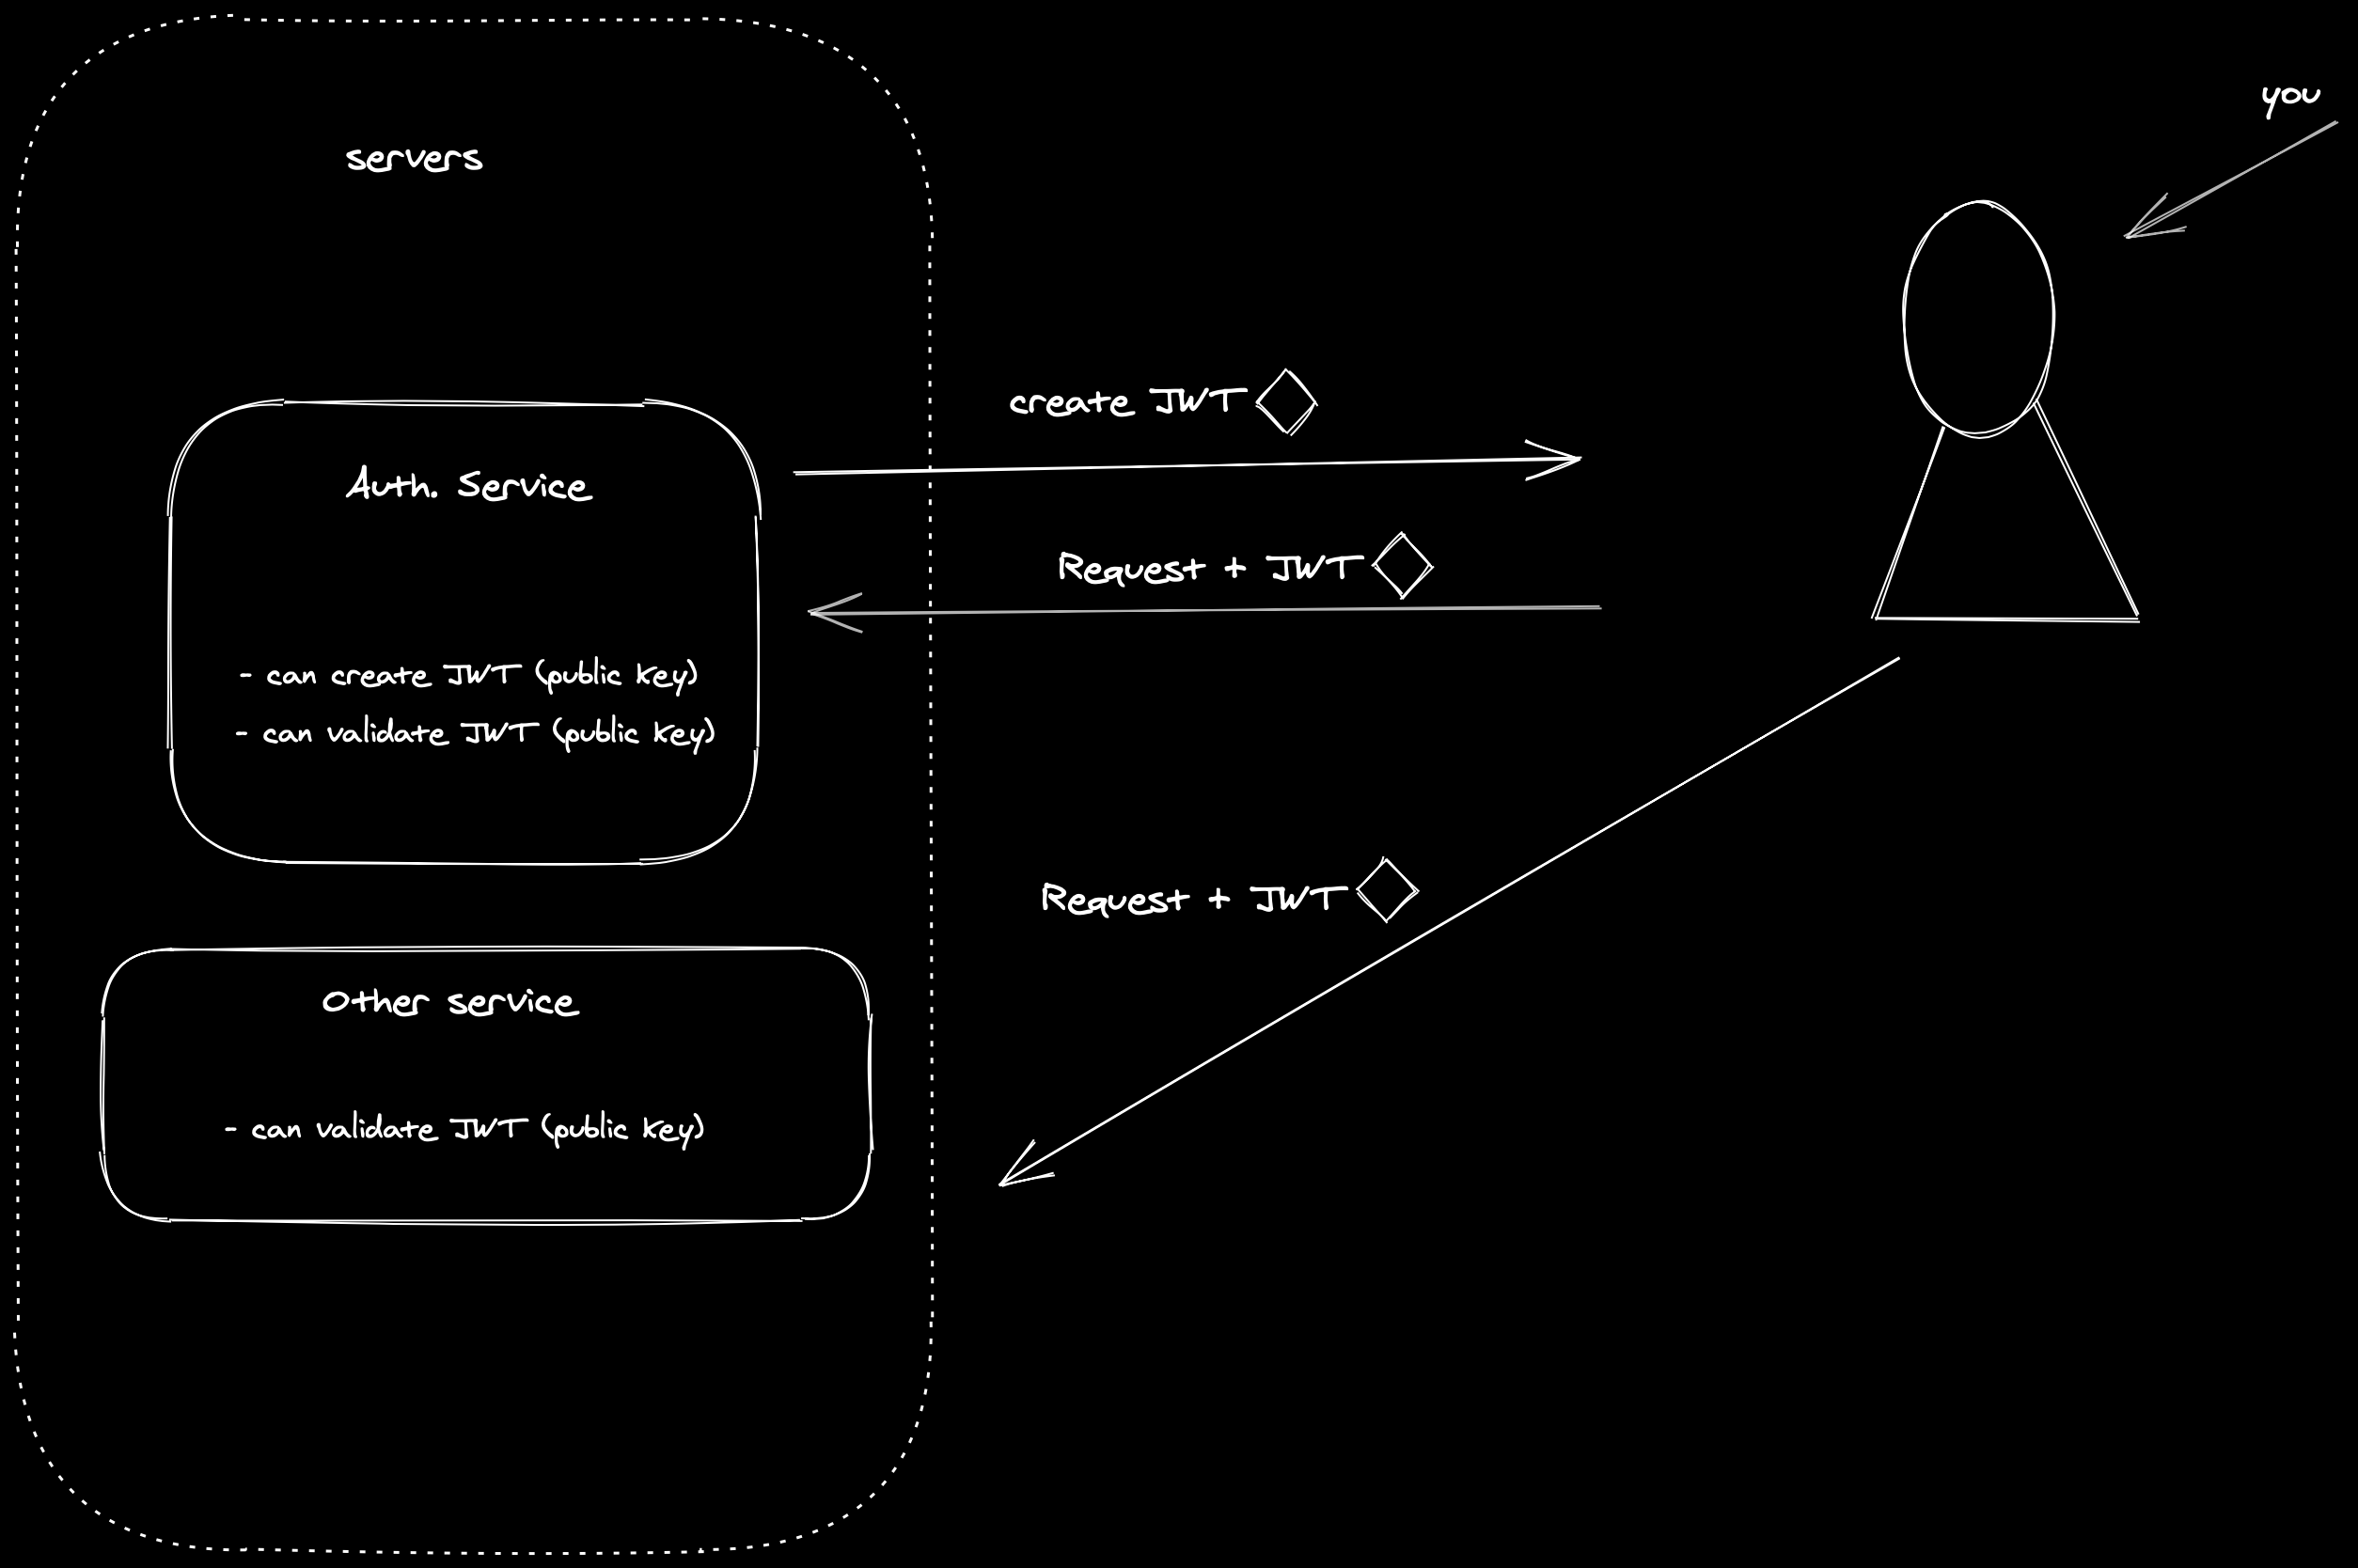 servers
you
create JWT
Auth. Service
Request + JWT
- can create JWT (public key)
- can validate JWT (public key)
Request + JWT
Other service
- can validate JWT (public key)